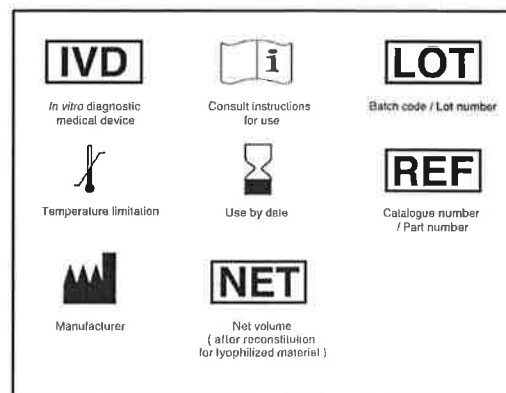 IVD
In vitro diagnostic
medical device
i
Consult instructions
for use
LOT
Batch code / Lot number
Temperature limitation
Use by date
REF
Catalogue number
/ Part number
Manufacturer
NET
Net volume
( after reconstitution
for lyophilized material )